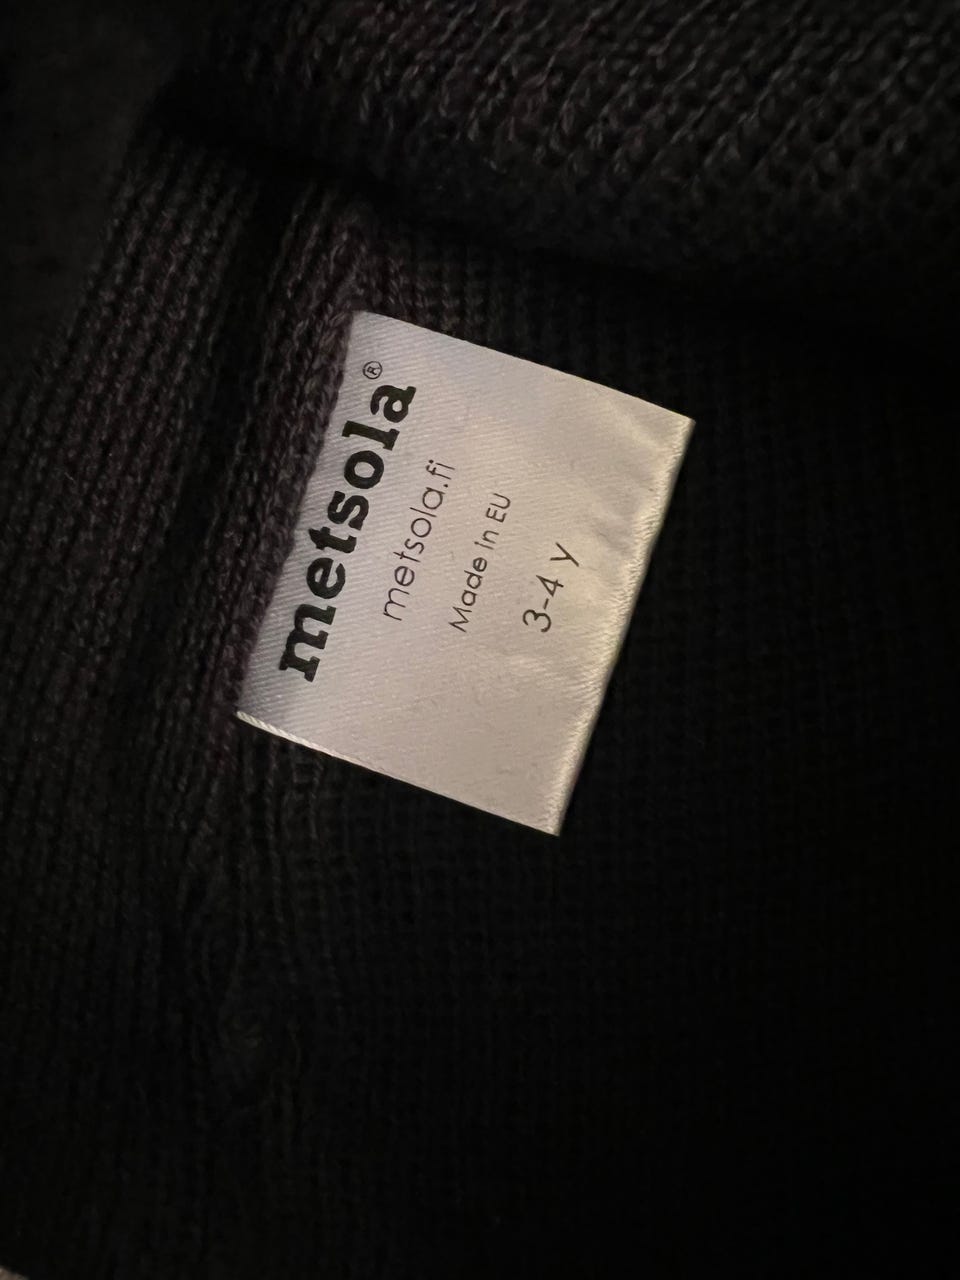 metsola®
metsola.fi
Made in EU
3-4 y